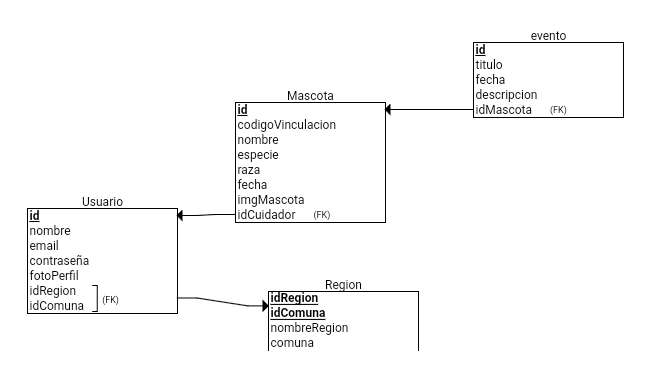 evento
id
titulo
fecha
descripcion
idMascota (FK)
Mascota
id
codigoVinculacion
nombre
especie
raza
fecha
imgMascota
idCuidador (FK)
Usuario
id
nombre
email
contraseña
fotoPerfil
idRegion
(FK)
idComuna
Region
idRegion
idComuna
nombreRegion
comuna